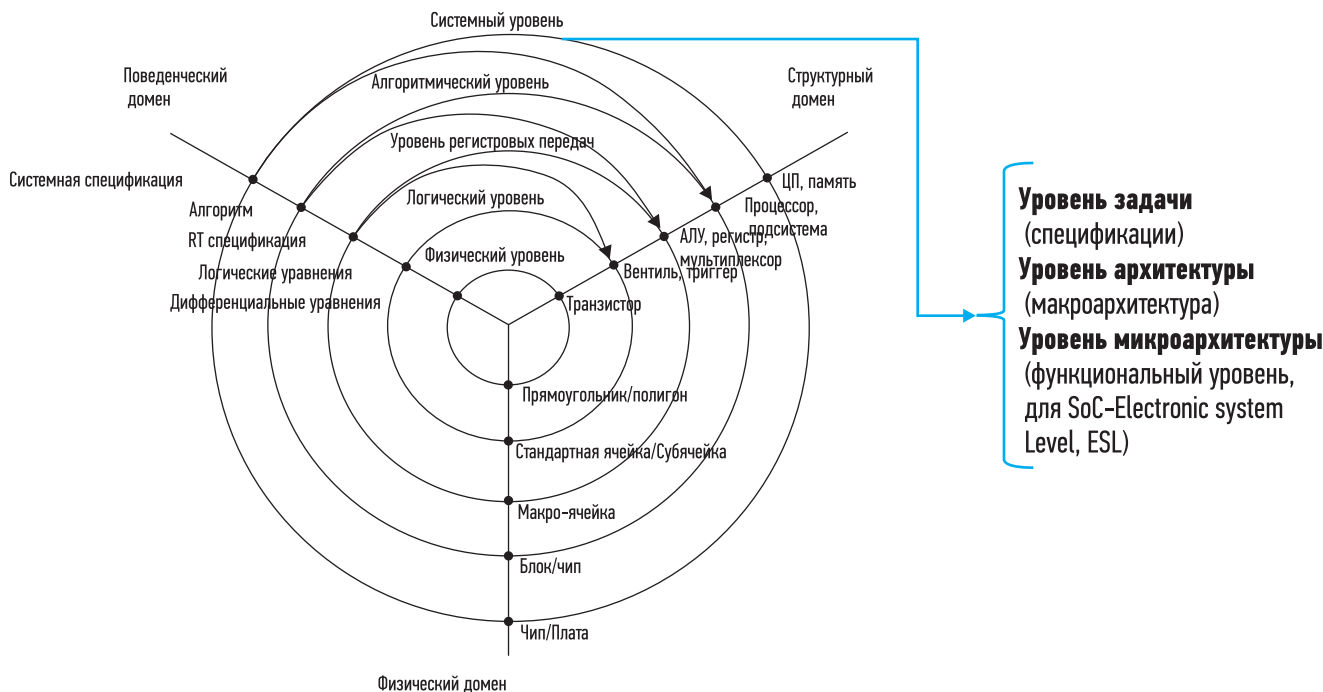 Системный уровень
Поведенческий
домен
Структурный
домен
Алгоритмический уровень
Уровень регистровых передач
Системная спецификация
ЦП, память
Логический уровень
Алгоритм
Процессор,
подсистема
RT спецификация
АЛУ, регистр,
мультиплексор
Физический уровень
Логические уравнения
Вентиль, триггер
Дифференциальные уравнения
Транзистор
Прямоугольник/полигон
Стандартная ячейка/Субячейка
Макро-ячейка
Блок/чип
Чип/Плата
Физический домен
Уровень задачи
(спецификации)
Уровень архитектуры
(макроархитектура)
Уровень микроархитектуры
(функциональный уровень,
для SoC-Electronic system
Level, ESL)